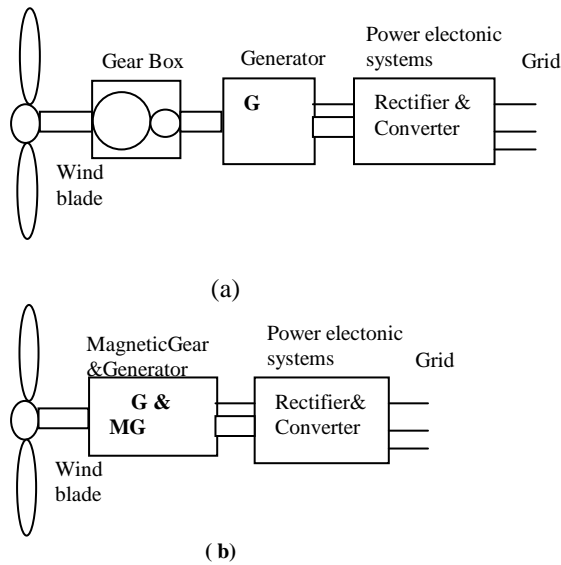 Power electonic
systems
Gear Box
Generator
Grid
G
Rectifier &
Converter
Wind
blade
(a)
Power electonic
systems
MagneticGear
&Generator
Grid
G &
MG
Rectifier&
Converter
Wind
blade
( b)